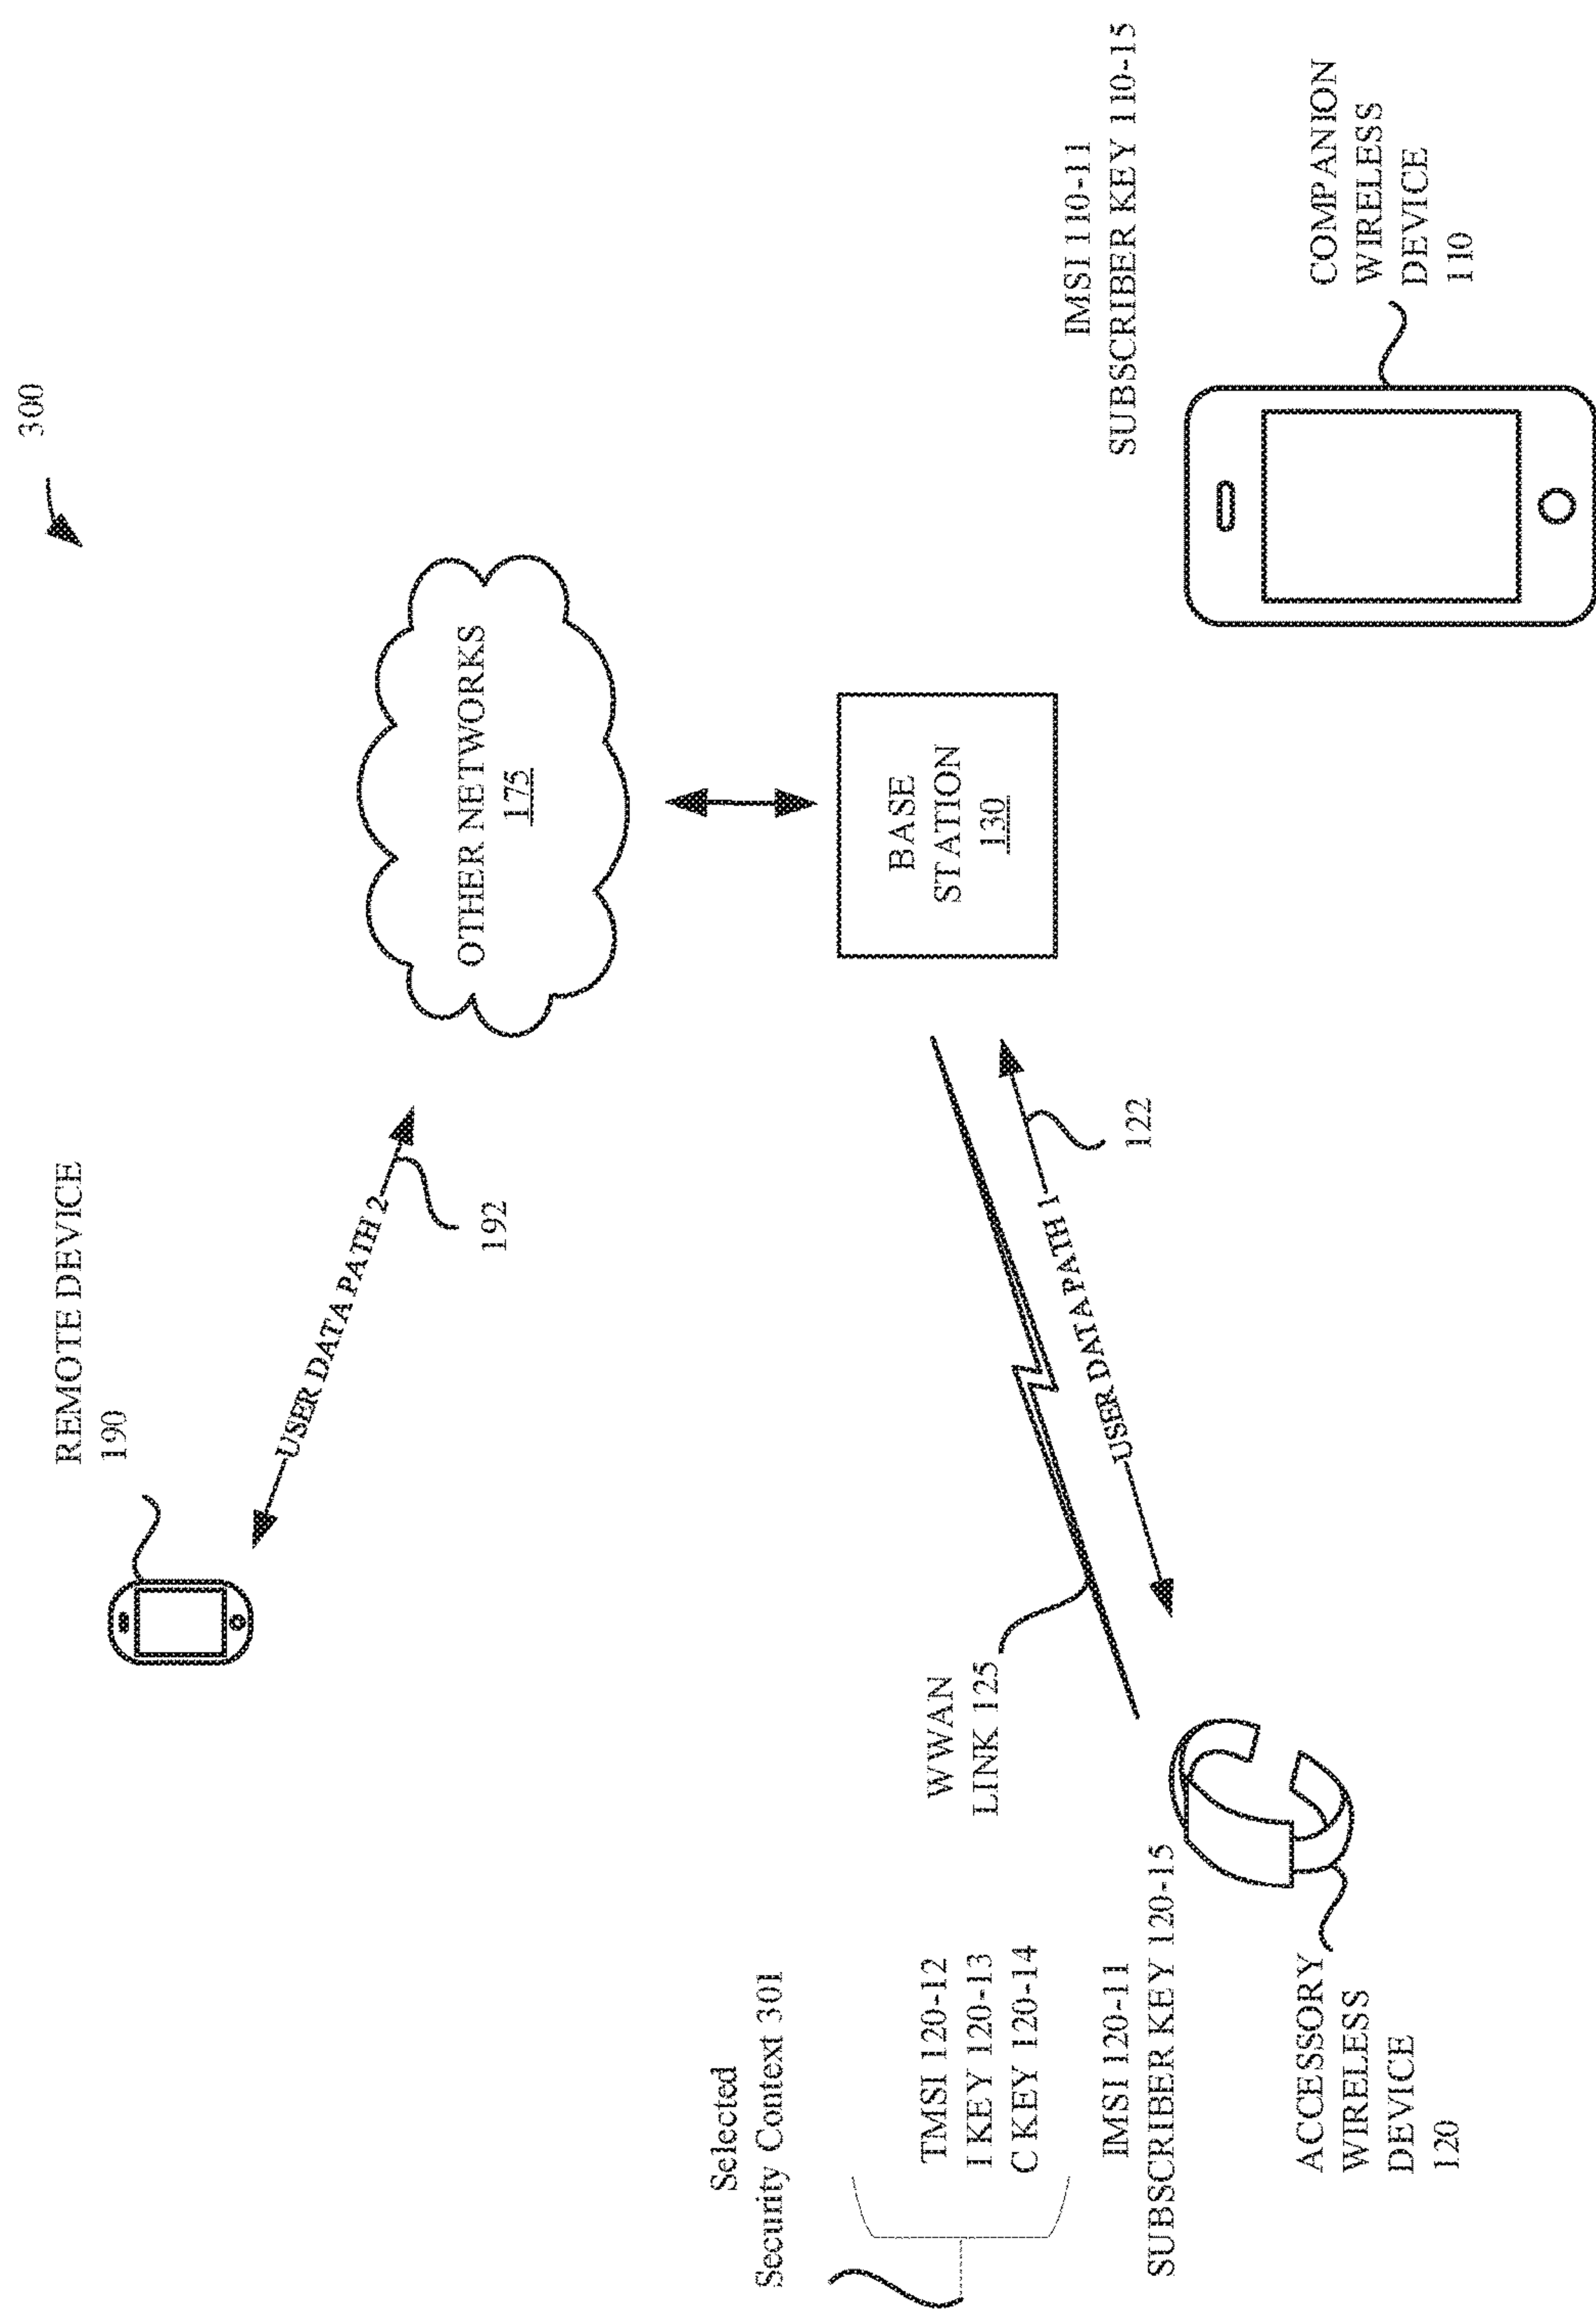 300
REMOTE DEVICE
190
USER DATA PATH 2
192
OTHER NETWORKS
175
Selected
Security Context 301
TMSI 120-12
I KEY 120-13
C KEY 120-14
IMSI 120-11
SUBSCRIBER KEY 120-15
WWAN
LINK 125
USER DATA PATH 1
122
BASE
STATION
130
IMSI 110-11
SUBSCRIBER KEY 110-15
ACCESSORY
WIRELESS
DEVICE
120
COMPANION
WIRELESS
DEVICE
110